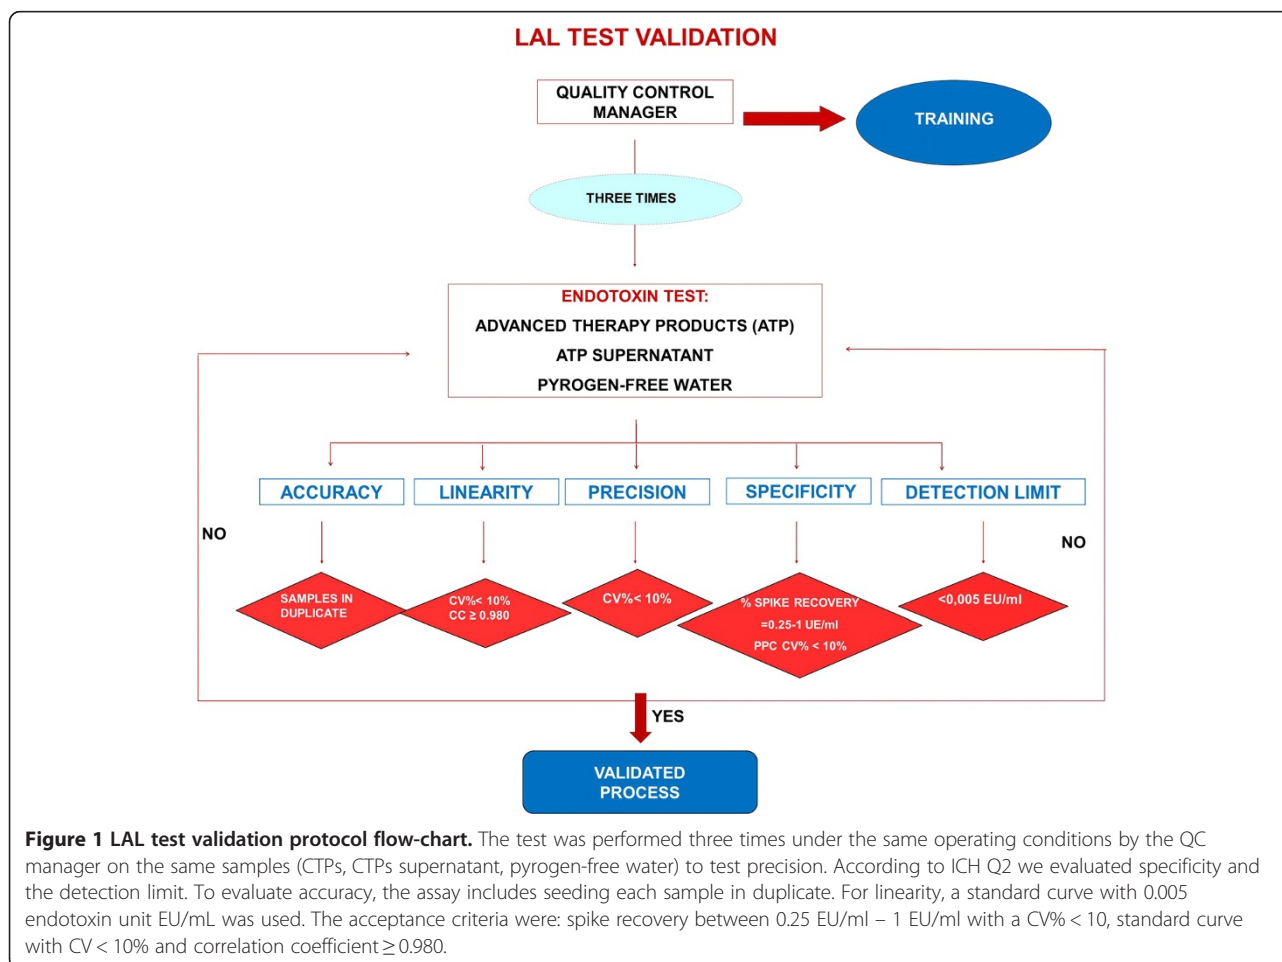 LAL TEST VALIDATION
QUALITY CONTROL
MANAGER
TRAINING
THREE TIMES
ENDOTOXIN TEST:
ADVANCED THERAPY PRODUCTS (ATP)
ATP SUPERNATANT
PYROGEN-FREE WATER
ACCURACY
LINEARITY
PRECISION
SPECIFICITY
DETECTION LIMIT
NO
NO
SAMPLES IN
DUPLICATE
CV%< 10%
CC ≥ 0.980
CV%< 10%
% SPIKE RECOVERY
=0.25-1 UE/ml
PPC CV% < 10%
<0,005 EU/ml
YES
VALIDATED
PROCESS
Figure 1 LAL test validation protocol flow-chart. The test was performed three times under the same operating conditions by the QC
manager on the same samples (CTPs, CTPs supernatant, pyrogen-free water) to test precision. According to ICH Q2 we evaluated specificity and
the detection limit. To evaluate accuracy, the assay includes seeding each sample in duplicate. For linearity, a standard curve with 0.005
endotoxin unit EU/mL was used. The acceptance criteria were: spike recovery between 0.25 EU/ml – 1 EU/ml with a CV% < 10, standard curve
with CV < 10% and correlation coefficient ≥ 0.980.